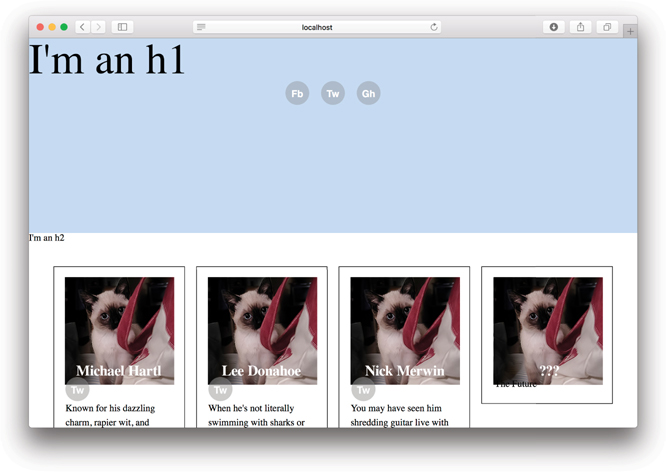 localhost
I'm an h1
Fb Tw Gh
I'm an h2
Michael Hartl
Tw
Known for his dazzling
charm, rapier wit, and
Lee Donahoe
Tw
When he's not literally
swimming with sharks or
Nick Merwin
Tw
You may have seen him
shredding guitar live with
???
The Future